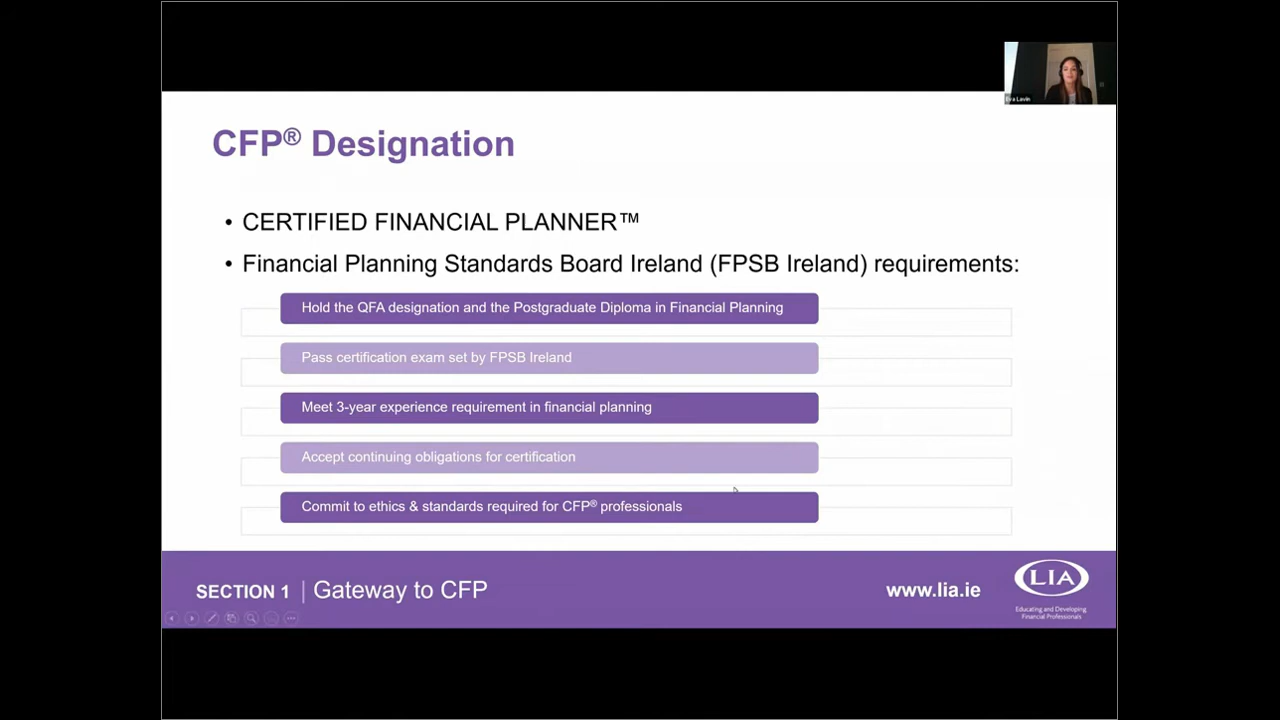 Lavin
CFP® Designation
• CERTIFIED FINANCIAL PLANNER™
• Financial Planning Standards Board Ireland (FPSB Ireland) requirements:
Hold the QFA designation and the Postgraduate Diploma in Financial Planning
Pass certification exam set by FPSB Ireland
Meet 3-year experience requirement in financial planning
Accept continuing obligations for certification
Commit to ethics & standards required for CFP® professionals
SECTION 1 | Gateway to CFP
www.lia.ie
LIA
Educating and Developing
Financial Professionals